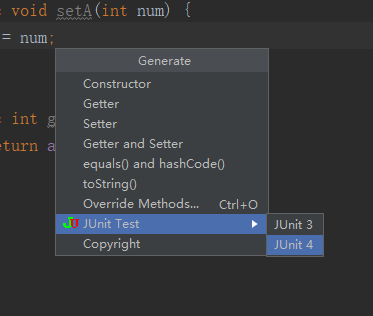 void setA(int num) {
= num;
int g
eturn a
Generate
Constructor
Getter
Setter
Getter and Setter
equals() and hashCode()
toString()
Override Methods... Ctrl+O
JUnit Test
Copyright
JUnit 3
JUnit 4